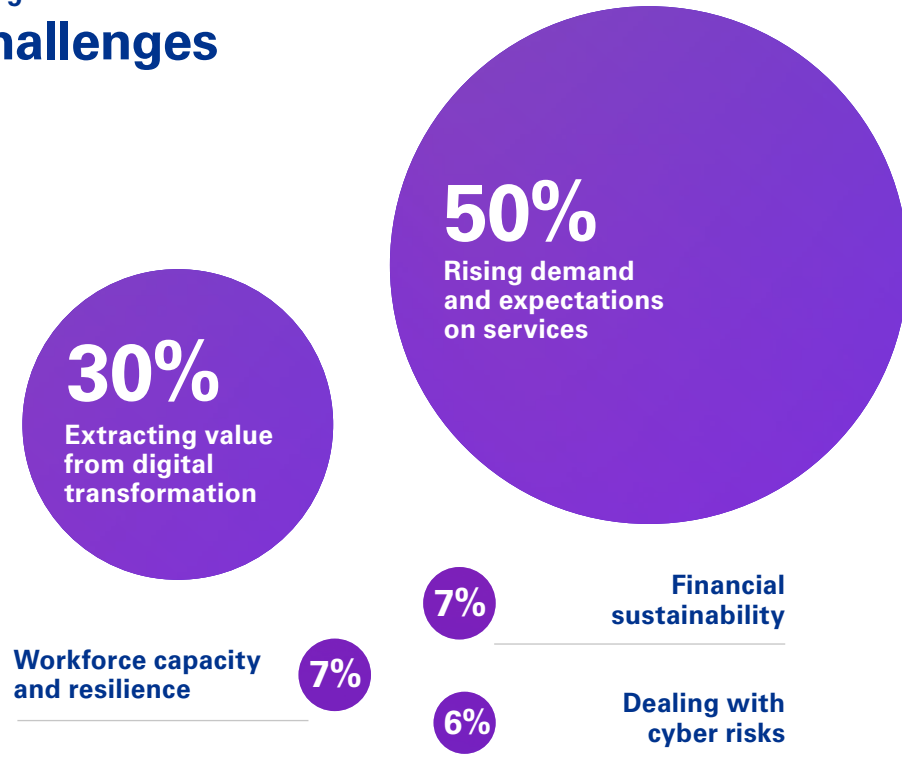 hallenges
50%
Rising demand
and expectations
on services
30%
Extracting value
from digital
transformation
7%
Financial
sustainability
Workforce capacity
and resilience
7%
6%
Dealing with
cyber risks